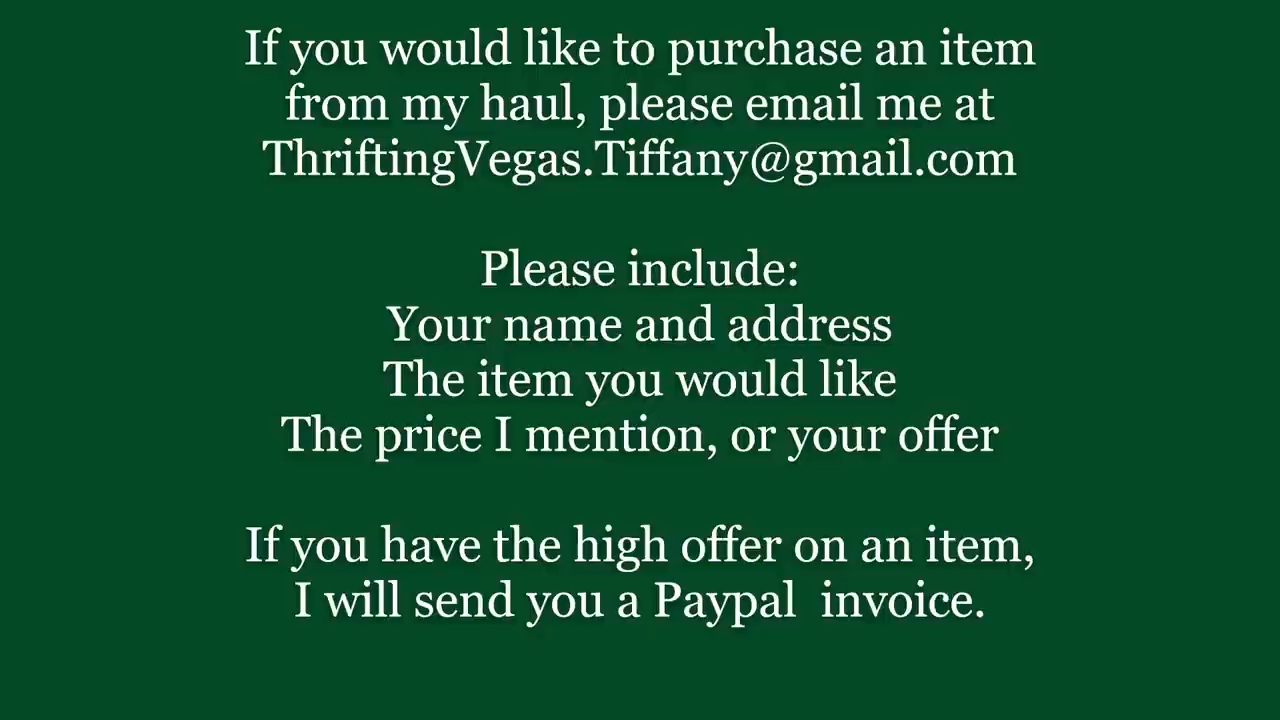 If you would like to purchase an item
from my haul, please email me at
ThriftingVegas.Tiffany@gmail.com
Please include:
Your name and address
The item you would like
The price I mention, or your offer
If you have the high offer on an item,
I will send you a Paypal  invoice.